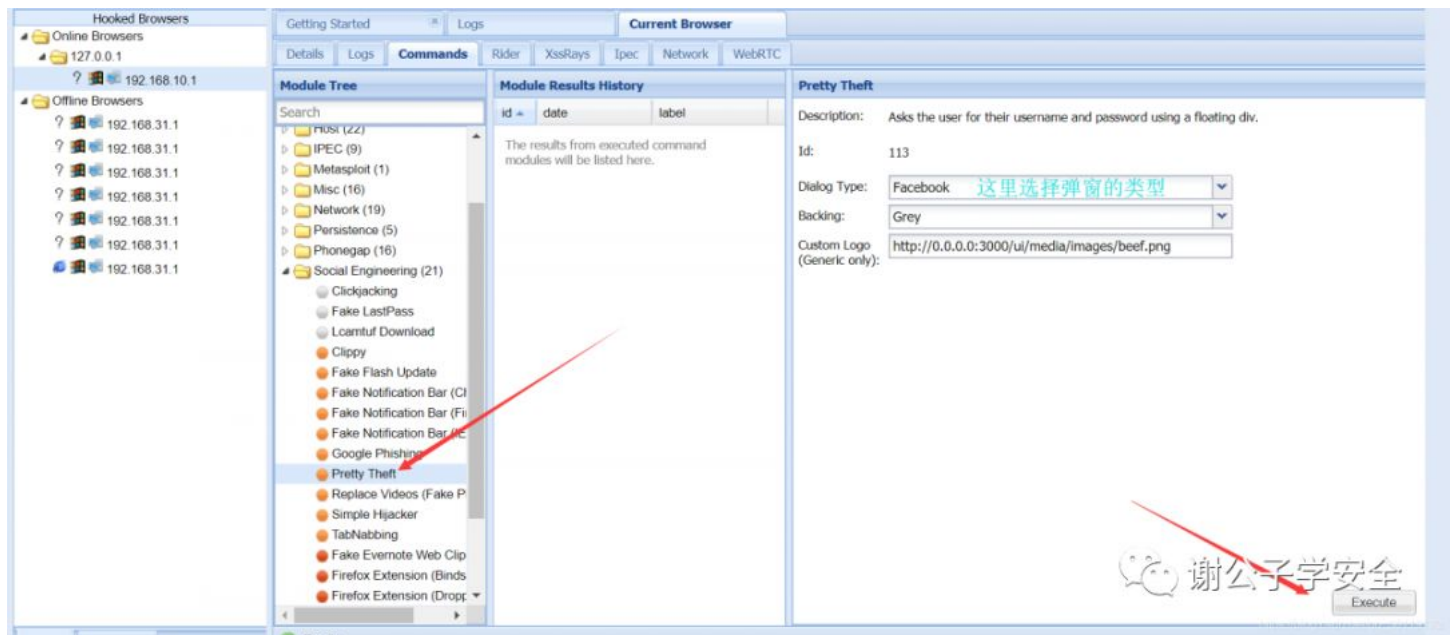 Hooked Browsers
Online Browsers
127.0.0.1
? 192.168.10.1
Offline Browsers
? 192.168.31.1
? 192.168.31.1
? 192.168.31.1
? 192.168.31.1
? 192.168.31.1
? 192.168.31.1
192.168.31.1
Getting Started
Logs
Current Browser
Details
Logs
Commands
Rider
XssRays
Ipec
Network
WebRTC
Module Tree
Search
Host (22)
IPEC (9)
Metasploit (1)
Misc (16)
Network (19)
Persistence (5)
Phonegap (16)
Social Engineering (21)
Clickjacking
Fake LastPass
Lcamtuf Download
Clippy
Fake Flash Update
Fake Notification Bar (Ch
Fake Notification Bar (Fi
Fake Notification Bar (IE
Google Phishing
Pretty Theft
Replace Videos (Fake P
Simple Hijacker
TabNabbing
Fake Evernote Web Clip
Firefox Extension (Binds
Firefox Extension (Dropp
Module Results History
id date label
The results from executed command
modules will be listed here.
Pretty Theft
Description: Asks the user for their username and password using a floating div.
Id: 113
Dialog Type: Facebook 这里选择弹窗的类型
Backing: Grey
Custom Logo
(Generic only): http://0.0.0.0:3000/ui/media/images/beef.png
谢公子学安全
Execute